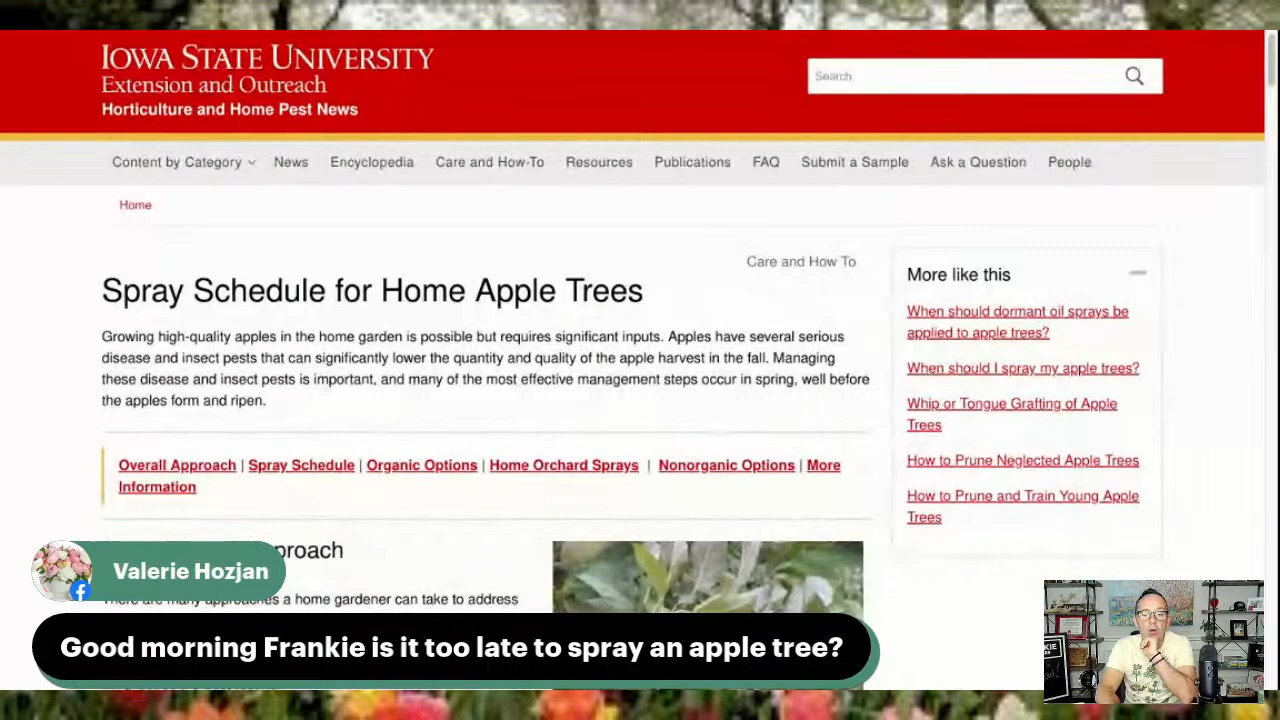 IOWA STATE UNIVERSITY
Extension and Outreach
Horticulture and Home Pest News
Search
Content by Category News Encyclopedia Care and How-To Resources Publications FAQ Submit a Sample Ask a Question People
Home
Care and How To
Spray Schedule for Home Apple Trees
Growing high-quality apples in the home garden is possible but requires significant inputs. Apples have several serious
disease and insect pests that can significantly lower the quantity and quality of the apple harvest in the fall. Managing
these disease and insect pests is important, and many of the most effective management steps occur in spring, well before
the apples form and ripen.
Overall Approach | Spray Schedule | Organic Options | Home Orchard Sprays | Nonorganic Options | More
Information
More like this
When should dormant oil sprays be
applied to apple trees?
When should I spray my apple trees?
Whip or Tongue Grafting of Apple
Trees
How to Prune Neglected Apple Trees
How to Prune and Train Young Apple
Trees
proach
Valerie Hozjan
There are many approaches a home gardener can take to address
Good morning Frankie is it too late to spray an apple tree?